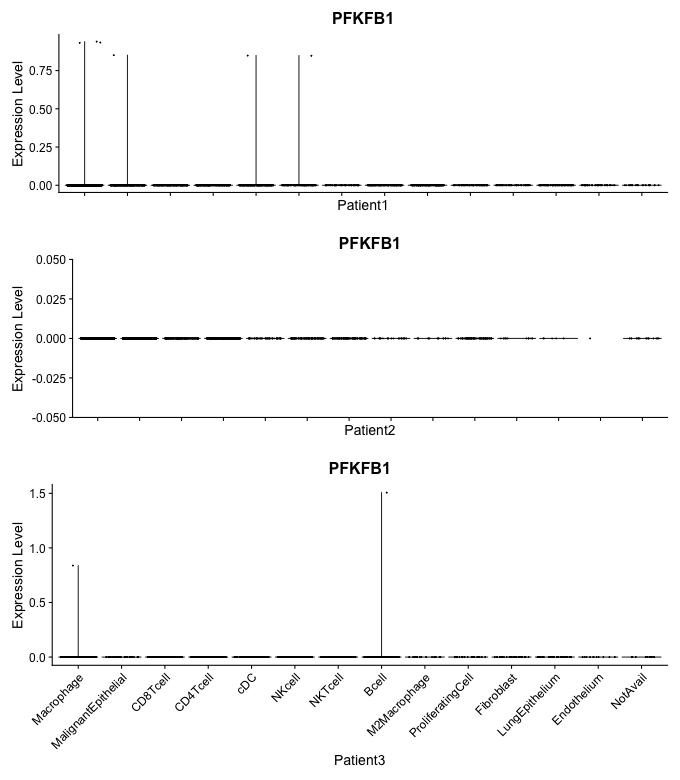 PFKFB1
Expression Level
0.75
0.50
0.25
0.00
Patient1
PFKFB1
Expression Level
0.050
0.025
0.000
-0.025
-0.050
Patient2
PFKFB1
Expression Level
1.5
1.0
0.5
0.0
Macrophage
MalignantEpithelial
CD8Tcell
CD4Tcell
cDC
NKcell
NKTcell
Bcell
M2Macrophage
ProliferatingCell
Fibroblast
LungEpithelium
Endothelium
NotAvail
Patient3